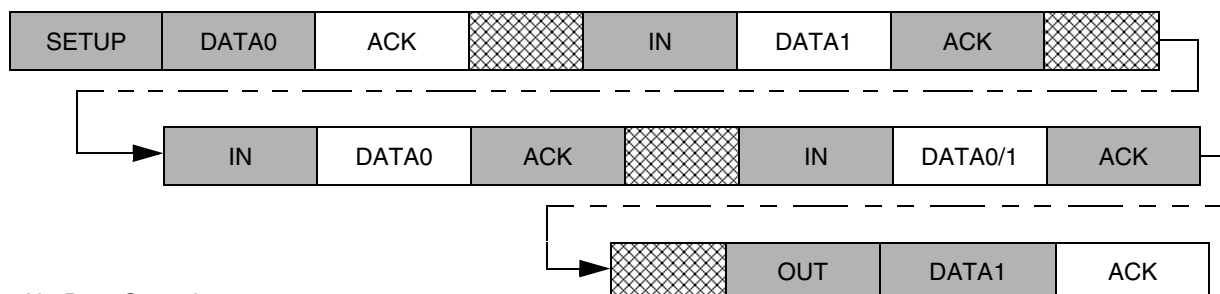 SETUP DATA0 ACK IN DATA1 ACK
IN DATA0 ACK IN DATA0/1 ACK
OUT DATA1 ACK